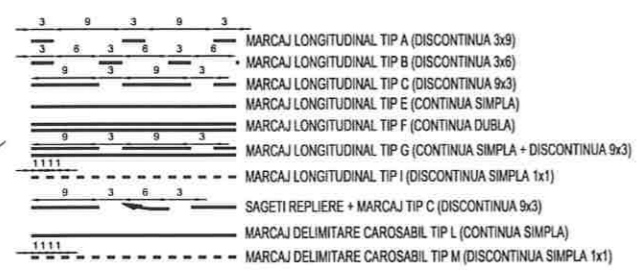 3 9 3 9 3
MARCAJ LONGITUDINAL TIP A (DISCONTINUA 3x9)
3 6 3 6 3 6
MARCAJ LONGITUDINAL TIP B (DISCONTINUA 3x6)
9 3 9 3
MARCAJ LONGITUDINAL TIP C (DISCONTINUA 9x3)
MARCAJ LONGITUDINAL TIP E (CONTINUA SIMPLA)
MARCAJ LONGITUDINAL TIP F (CONTINUA DUBLA)
9 3 9 3
MARCAJ LONGITUDINAL TIP G (CONTINUA SIMPLA + DISCONTINUA 9x3)
1111
MARCAJ LONGITUDINAL TIP I (DISCONTINUA SIMPLA 1x1)
9 3 6 3
SAGETI REPLIERE + MARCAJ TIP C (DISCONTINUA 9x3)
MARCAJ DELIMITARE CAROSABIL TIP L (CONTINUA SIMPLA)
1111
MARCAJ DELIMITARE CAROSABIL TIP M (DISCONTINUA SIMPLA 1x1)